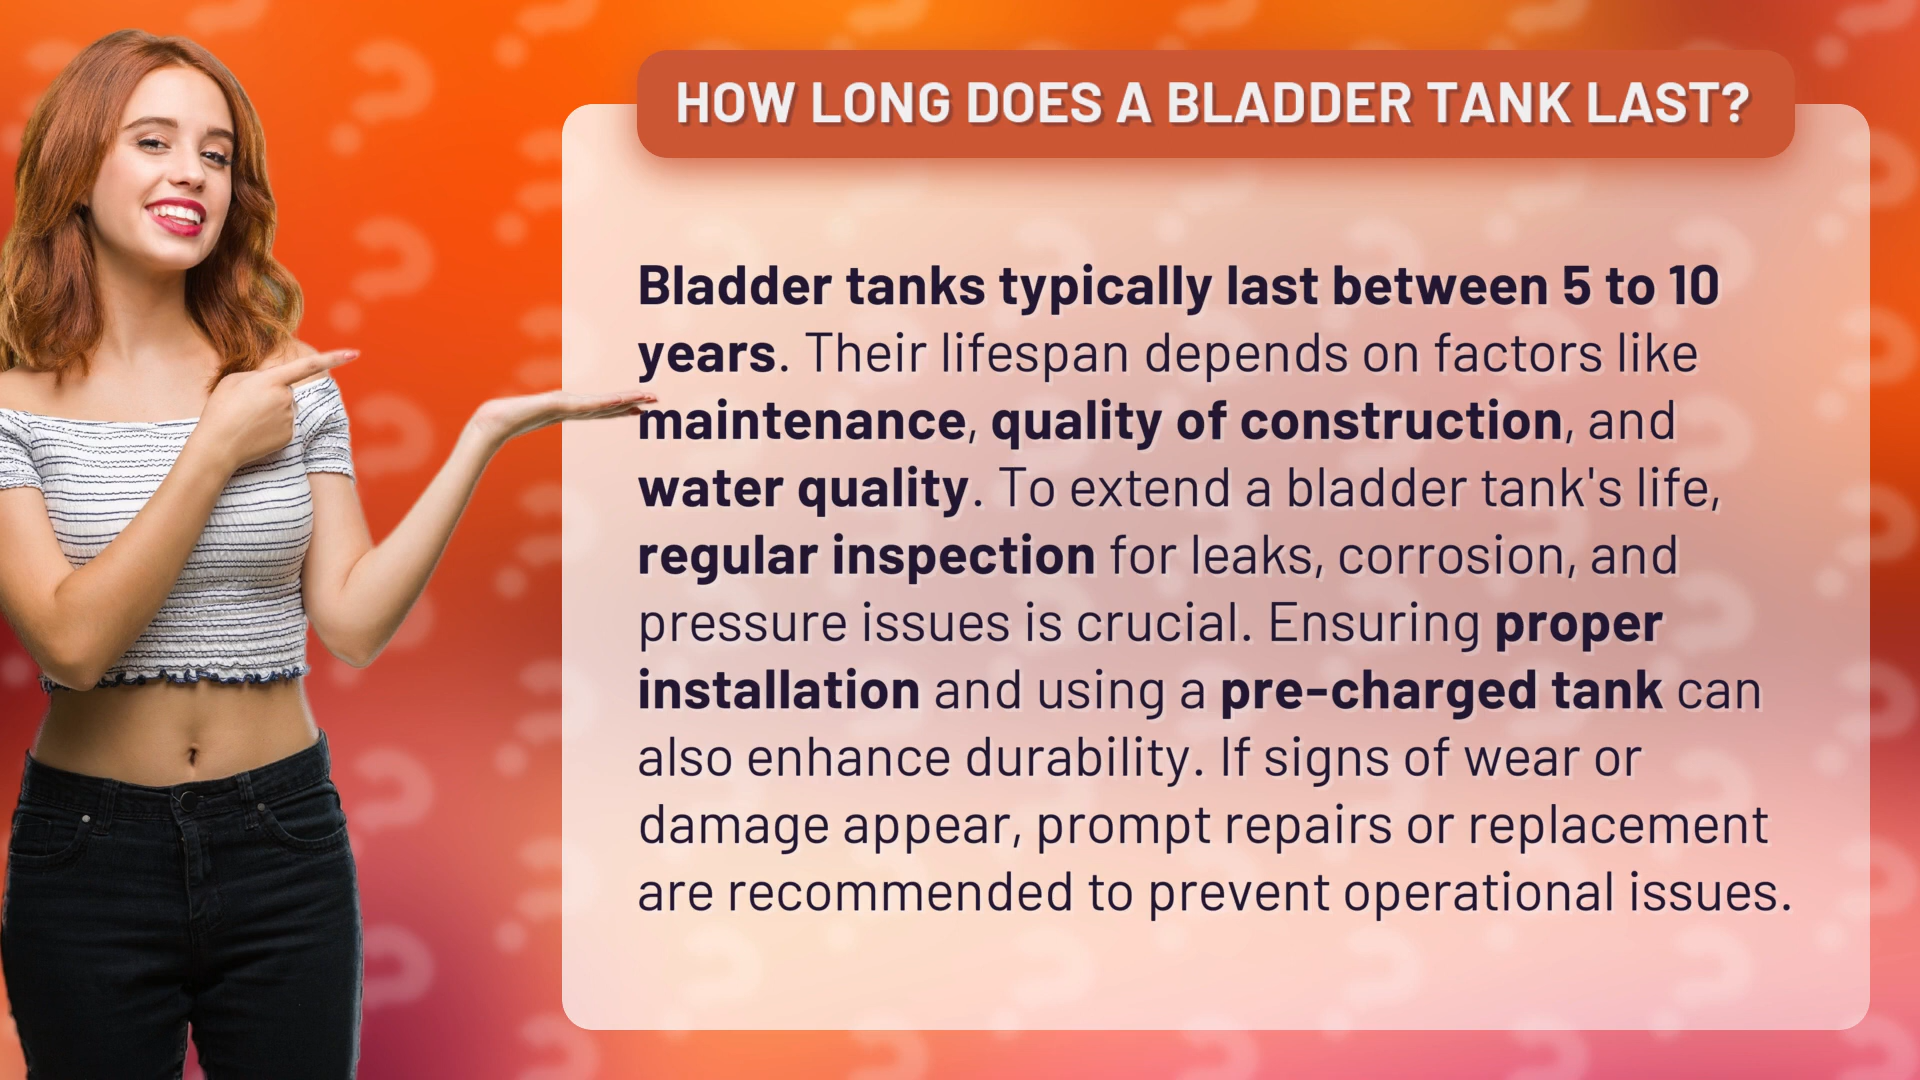 HOW LONG DOES A BLADDER TANK LAST?
Bladder tanks typically last between 5 to 10
years. Their lifespan depends on factors like
maintenance, quality of construction, and
water quality. To extend a bladder tank's life,
regular inspection for leaks, corrosion, and
pressure issues is crucial. Ensuring proper
installation and using a pre-charged tank can
also enhance durability. If signs of wear or
damage appear, prompt repairs or replacement
are recommended to prevent operational issues.